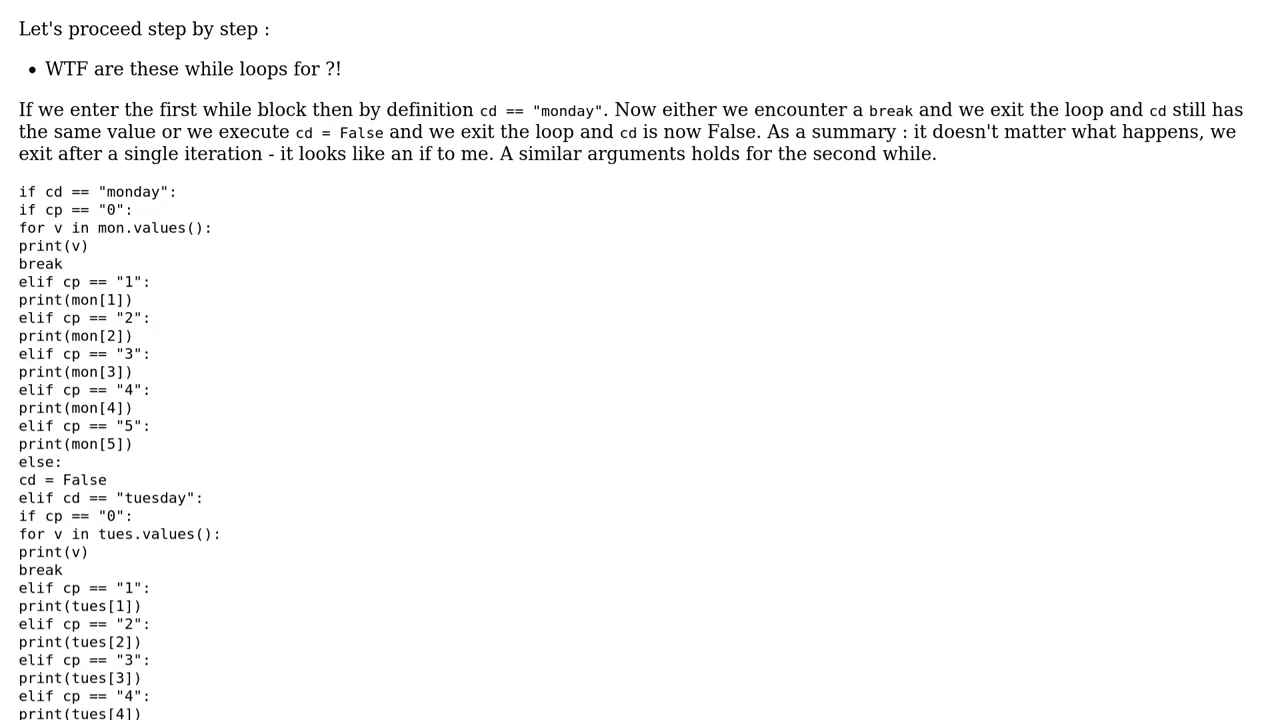 Let's proceed step by step :
• WTF are these while loops for ?!
If we enter the first while block then by definition cd == "monday". Now either we encounter a break and we exit the loop and cd still has
the same value or we execute cd = False and we exit the loop and cd is now False. As a summary : it doesn't matter what happens, we
exit after a single iteration - it looks like an if to me. A similar arguments holds for the second while.
if cd == "monday":
if cp == "0":
for v in mon.values():
print(v)
break
elif cp == "1":
print(mon[1])
elif cp == "2":
print(mon[2])
elif cp == "3":
print(mon[3])
elif cp == "4":
print(mon[4])
elif cp == "5":
print(mon[5])
else:
cd = False
elif cd == "tuesday":
if cp == "0":
for v in tues.values():
print(v)
break
elif cp == "1":
print(tues[1])
elif cp == "2":
print(tues[2])
elif cp == "3":
print(tues[3])
elif cp == "4":
print(tues[4])